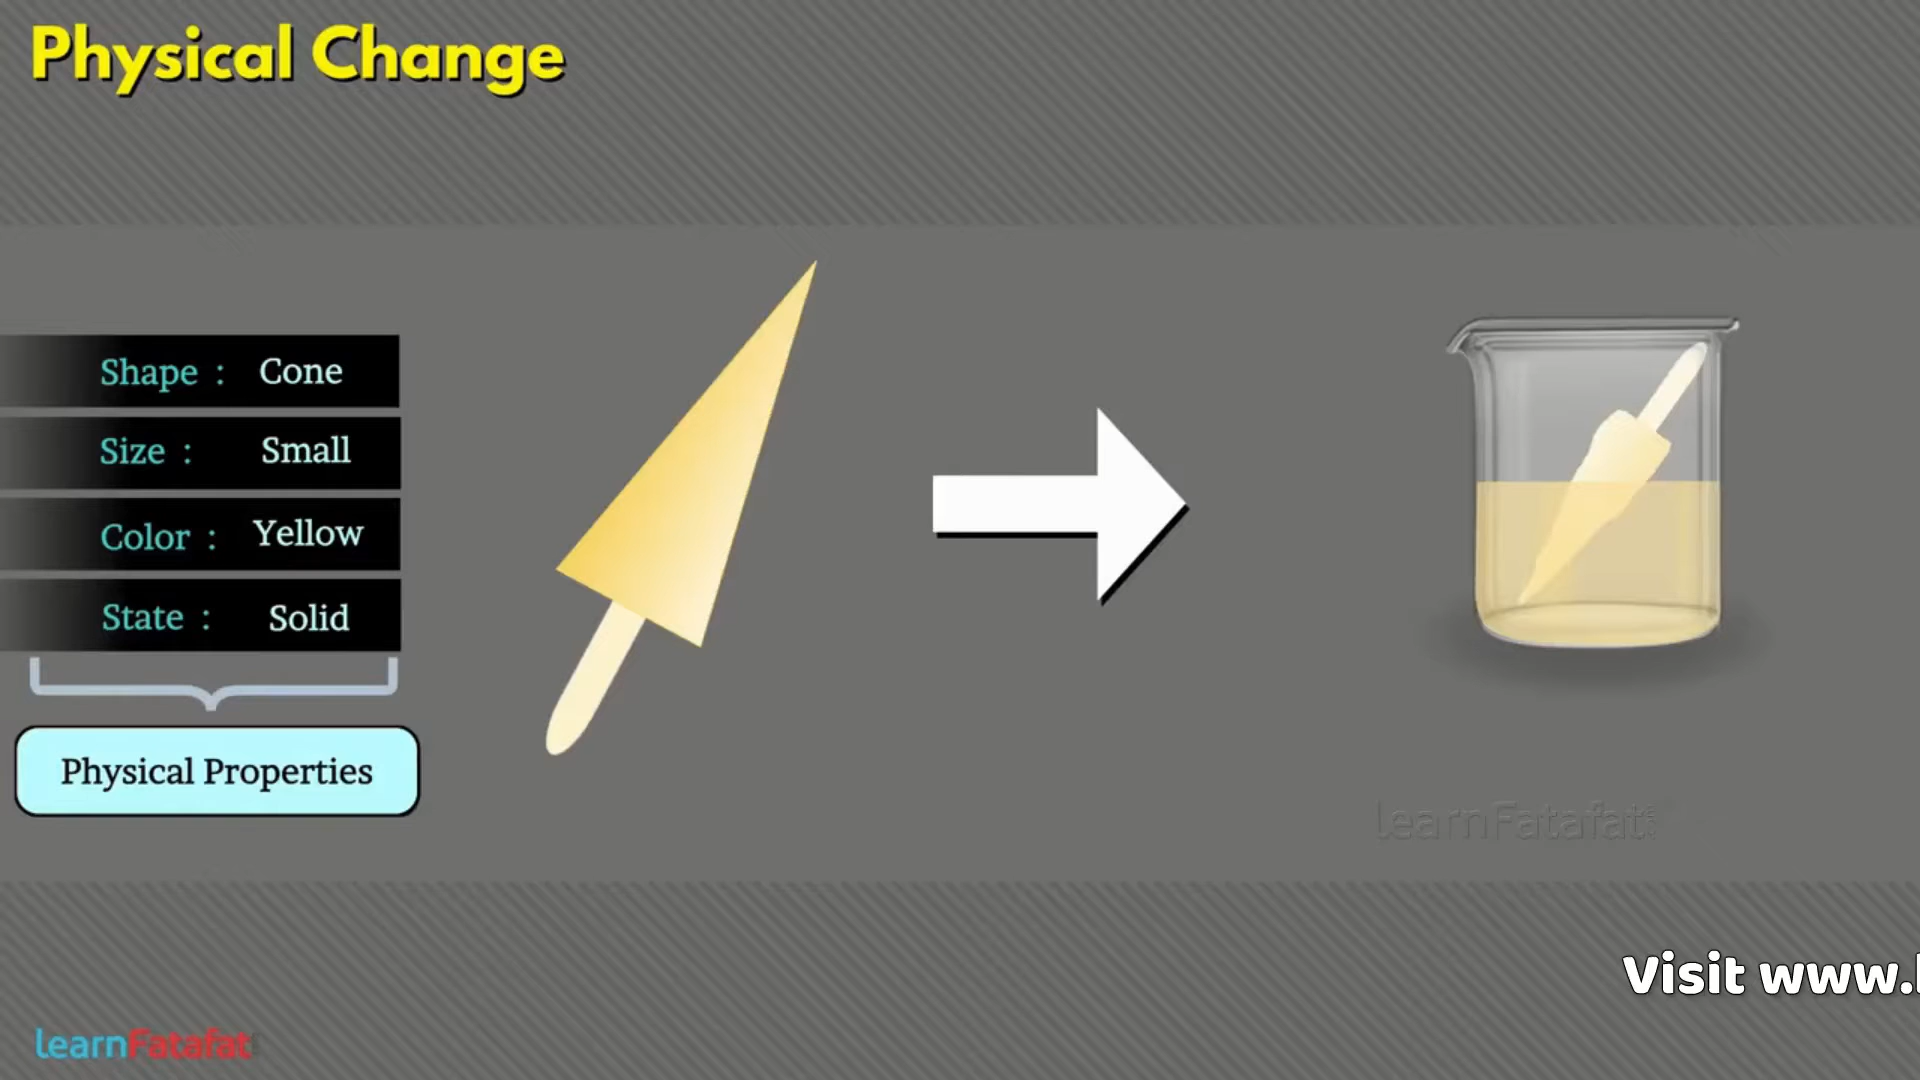 Physical Change
Shape : Cone
Size : Small
Color : Yellow
State : Solid
Physical Properties
learnFatafat
Visit www.
learnFatafat